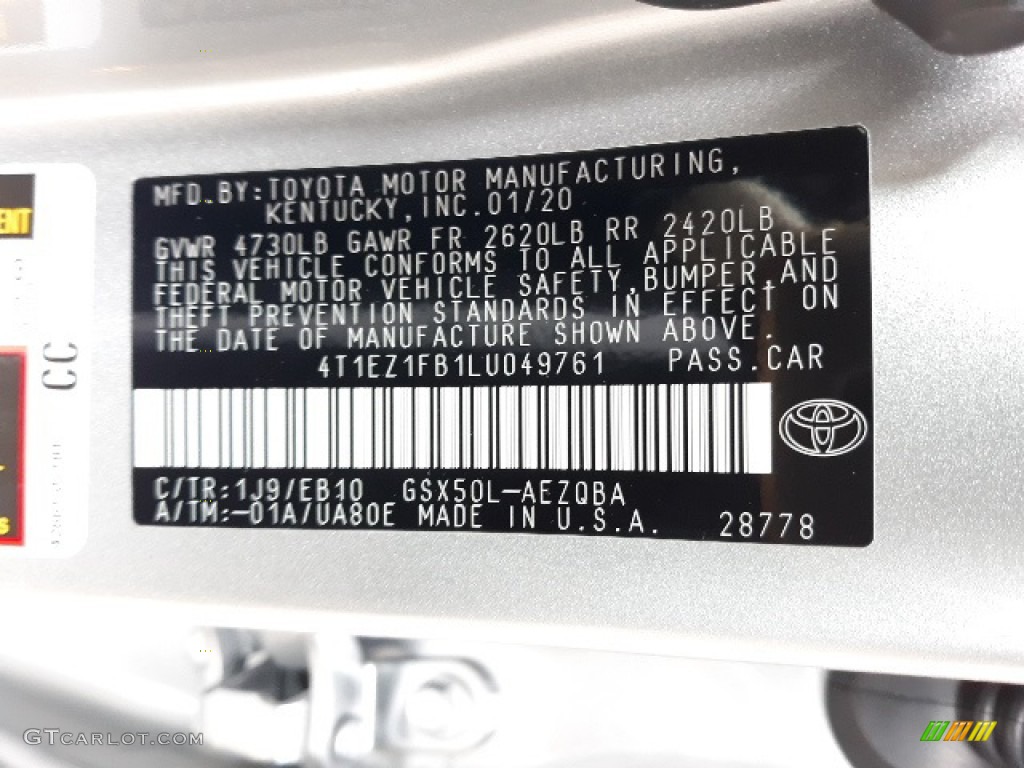 MFD.BY:TOYOTA MOTOR MANUFACTURING,
KENTUCKY,INC.01/20
GVWR 4730LB GAWR FR 2620LB RR 2420LB
THIS VEHICLE CONFORMS TO ALL APPLICABLE
FEDERAL MOTOR VEHICLE SAFETY,BUMPER,AND
THEFT PREVENTION STANDARDS IN EFFECT ON
THE DATE OF MANUFACTURE SHOWN ABOVE.
4T1EZ1FB1LU049761 PASS.CAR
C/TR:1J9/EB10 GSX50L-AEZQBA
A/TM:-01A/UA80E MADE IN U.S.A. 28778
CC
GTCARLOT.COM